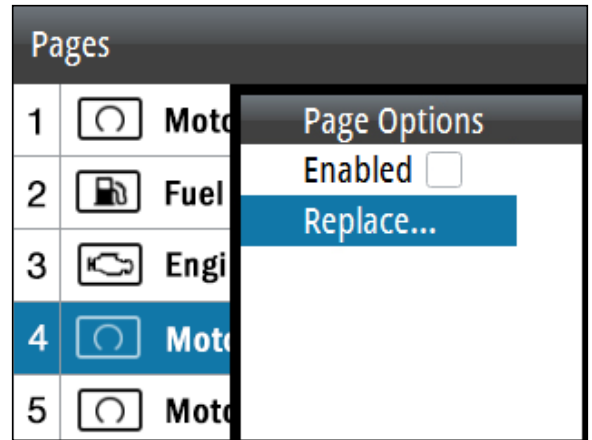 Pages
1 Moto
2 Fuel
3 Engi
4 Moto
5 Moto
Page Options
Enabled
Replace...